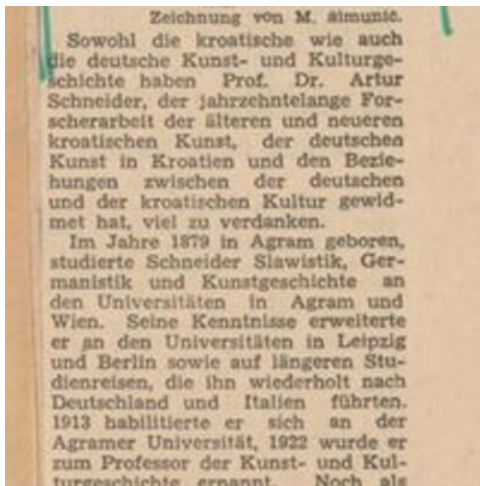 Zeichnung von M. Šimunić.
Sowohl die kroatische wie auch
die deutsche Kunst- und Kulturge-
schichte haben Prof. Dr. Artur
Schneider, der jahrzehntelange For-
scherarbeit der älteren und neueren
kroatischen Kunst, der deutschen
Kunst in Kroatien und den Bezie-
hungen zwischen der deutschen
und der kroatischen Kultur gewid-
met hat, viel zu verdanken.
Im Jahre 1879 in Agram geboren,
studierte Schneider Slawistik, Ger-
manistik und Kunstgeschichte an
den Universitäten in Agram und
Wien. Seine Kenntnisse erweiterte
er an den Universitäten in Leipzig
und Berlin sowie auf längeren Stu-
dienreisen, die ihn wiederholt nach
Deutschland und Italien führten.
1913 habilitierte er sich an der
Agramer Universität, 1922 wurde er
zum Professor der Kunst- und Kul-
turgeschichte ernannt. Noch als